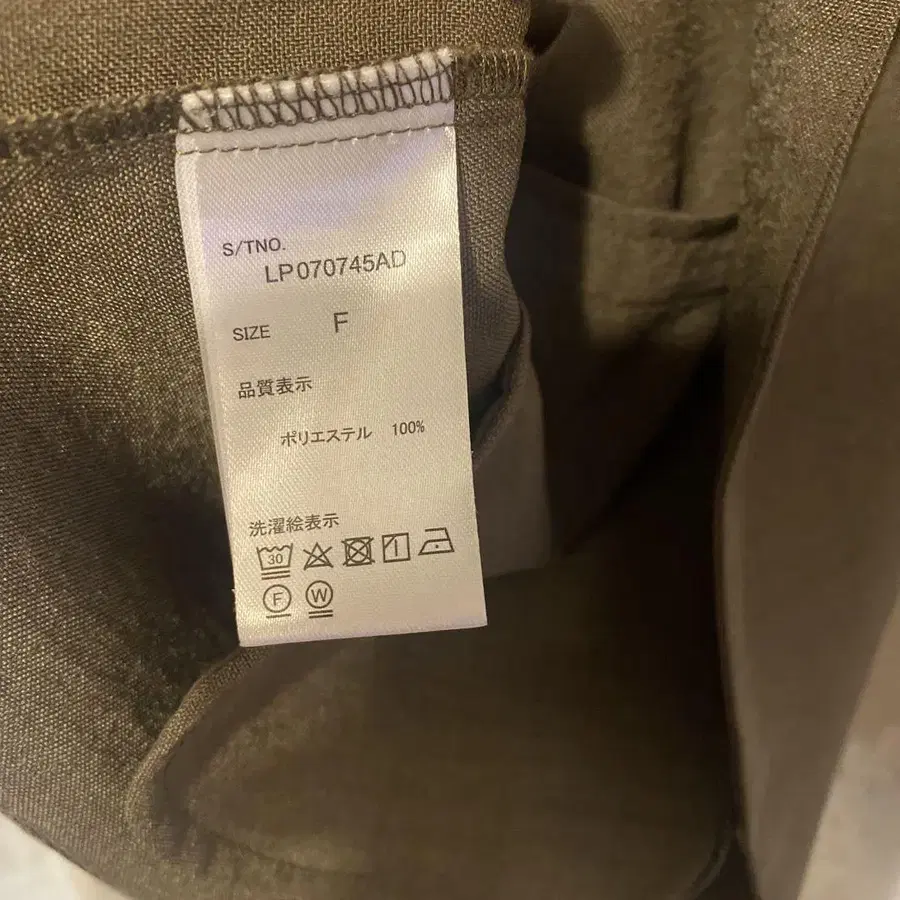 S/TNO.
LP070745AD
SIZE F
品質表示
ポリエステル 100%
洗濯絵表示
30
F W